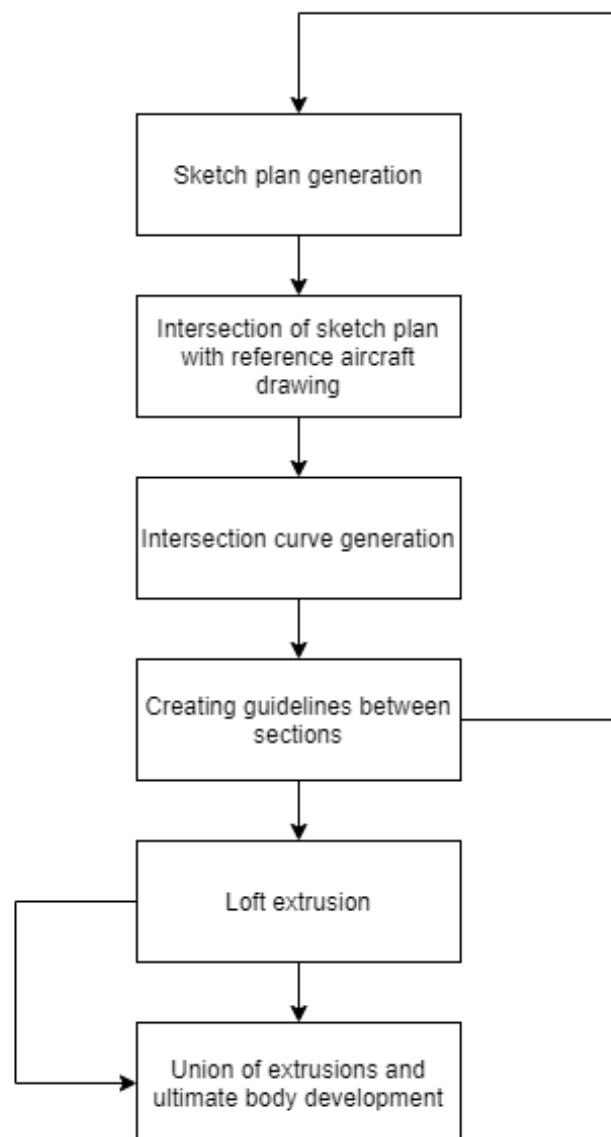 Sketch plan generation
Intersection of sketch plan
with reference aircraft
drawing
Intersection curve generation
Creating guidelines between
sections
Loft extrusion
Union of extrusions and
ultimate body development